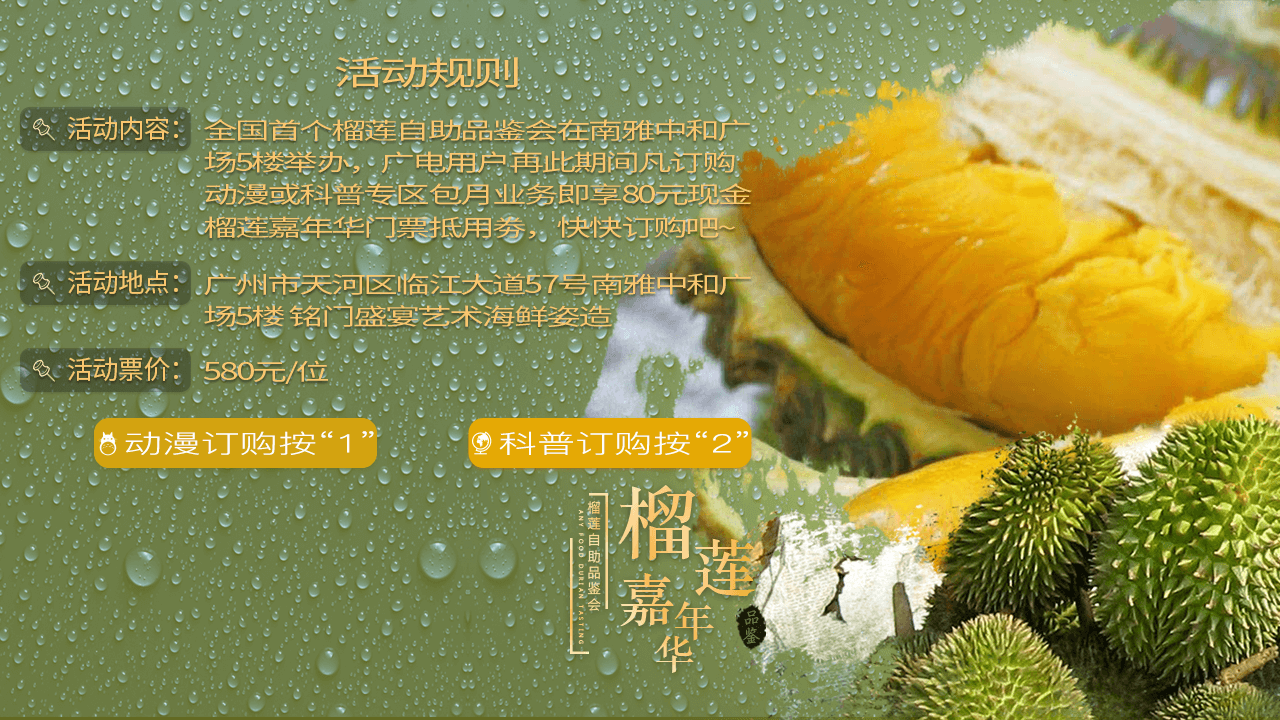 活动规则
活动内容：
全国首个榴莲自助品鉴会在南雅中和广
场5楼举办，广电用户再此期间凡订购
动漫或科普专区包月业务即享80元现金
榴莲嘉年华门票抵用券，快快订购吧~
活动地点：
广州市天河区临江大道57号南雅中和广
场5楼 铭门盛宴艺术海鲜姿造
活动票价：
580元/位
动漫订购按“1”
科普订购按“2”
榴莲嘉年华
榴莲自助品鉴会
ANY FOOD DURIAN TASTING
品鉴